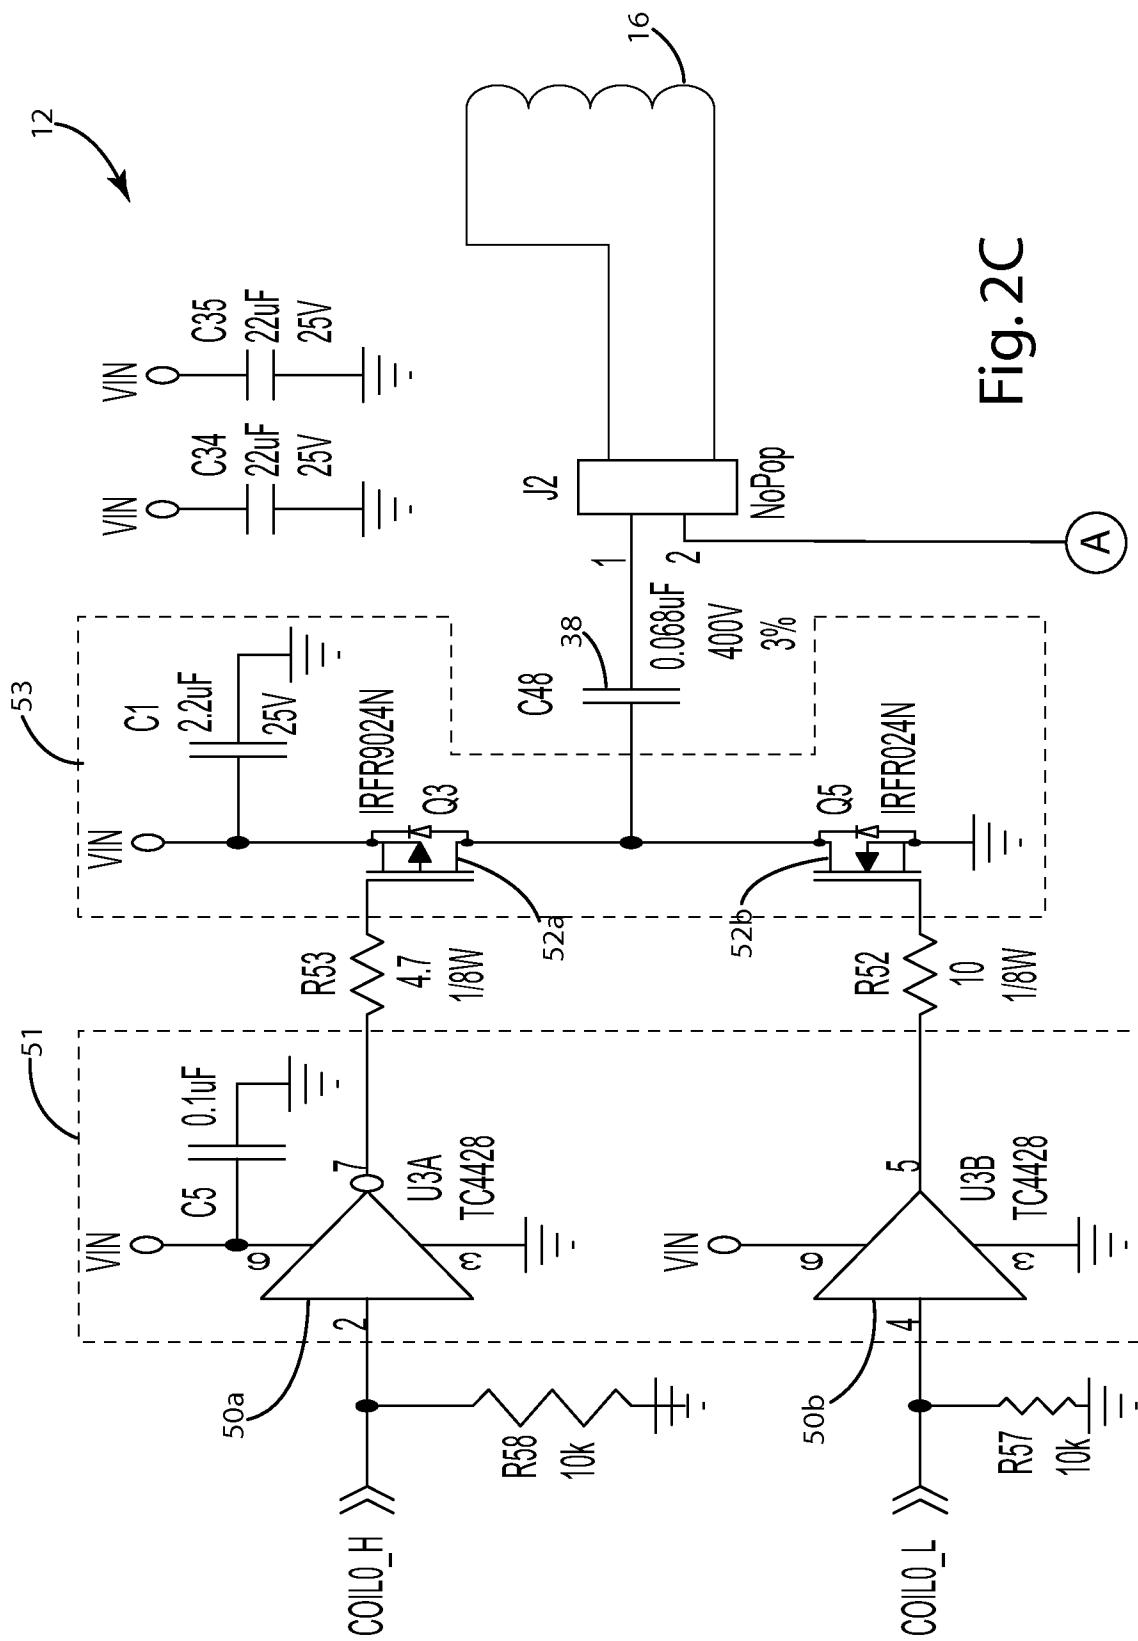 12
16
53
VIN
C1
2.2uF
25V
VIN
C34
22uF
25V
VIN
C35
22uF
25V
51
VIN
C5
0.1uF
6
50a
2
7
3
U3A
TC4428
COIL0_H
R58
10k
R53
4.7
1/8W
IRFR9024N
Q3
52a
C48
38
0.068uF
400V
3%
J2
1
2
NoPop
A
52b
Q5
IRFR024N
R52
10
1/8W
VIN
6
50b
4
5
3
U3B
TC4428
COIL0_L
R57
10k
Fig. 2C